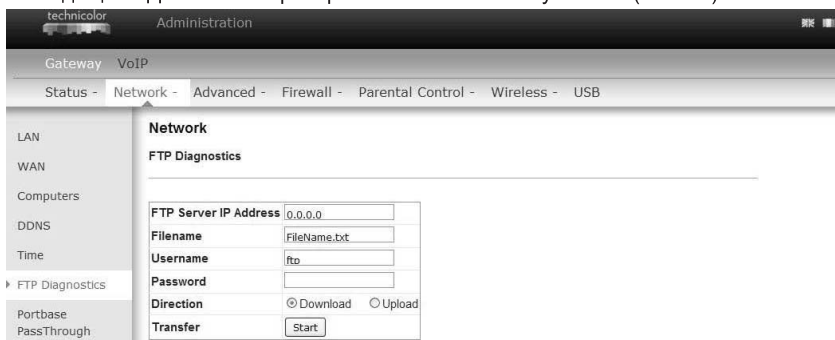 technicolor
Administration
Gateway VoIP
Status - Network - Advanced - Firewall - Parental Control - Wireless - USB
LAN
WAN
Computers
DDNS
Time
FTP Diagnostics
Portbase
PassThrough
Network
FTP Diagnostics
FTP Server IP Address 0.0.0.0
Filename FileName.txt
Username ftp
Password
Direction Download Upload
Transfer Start